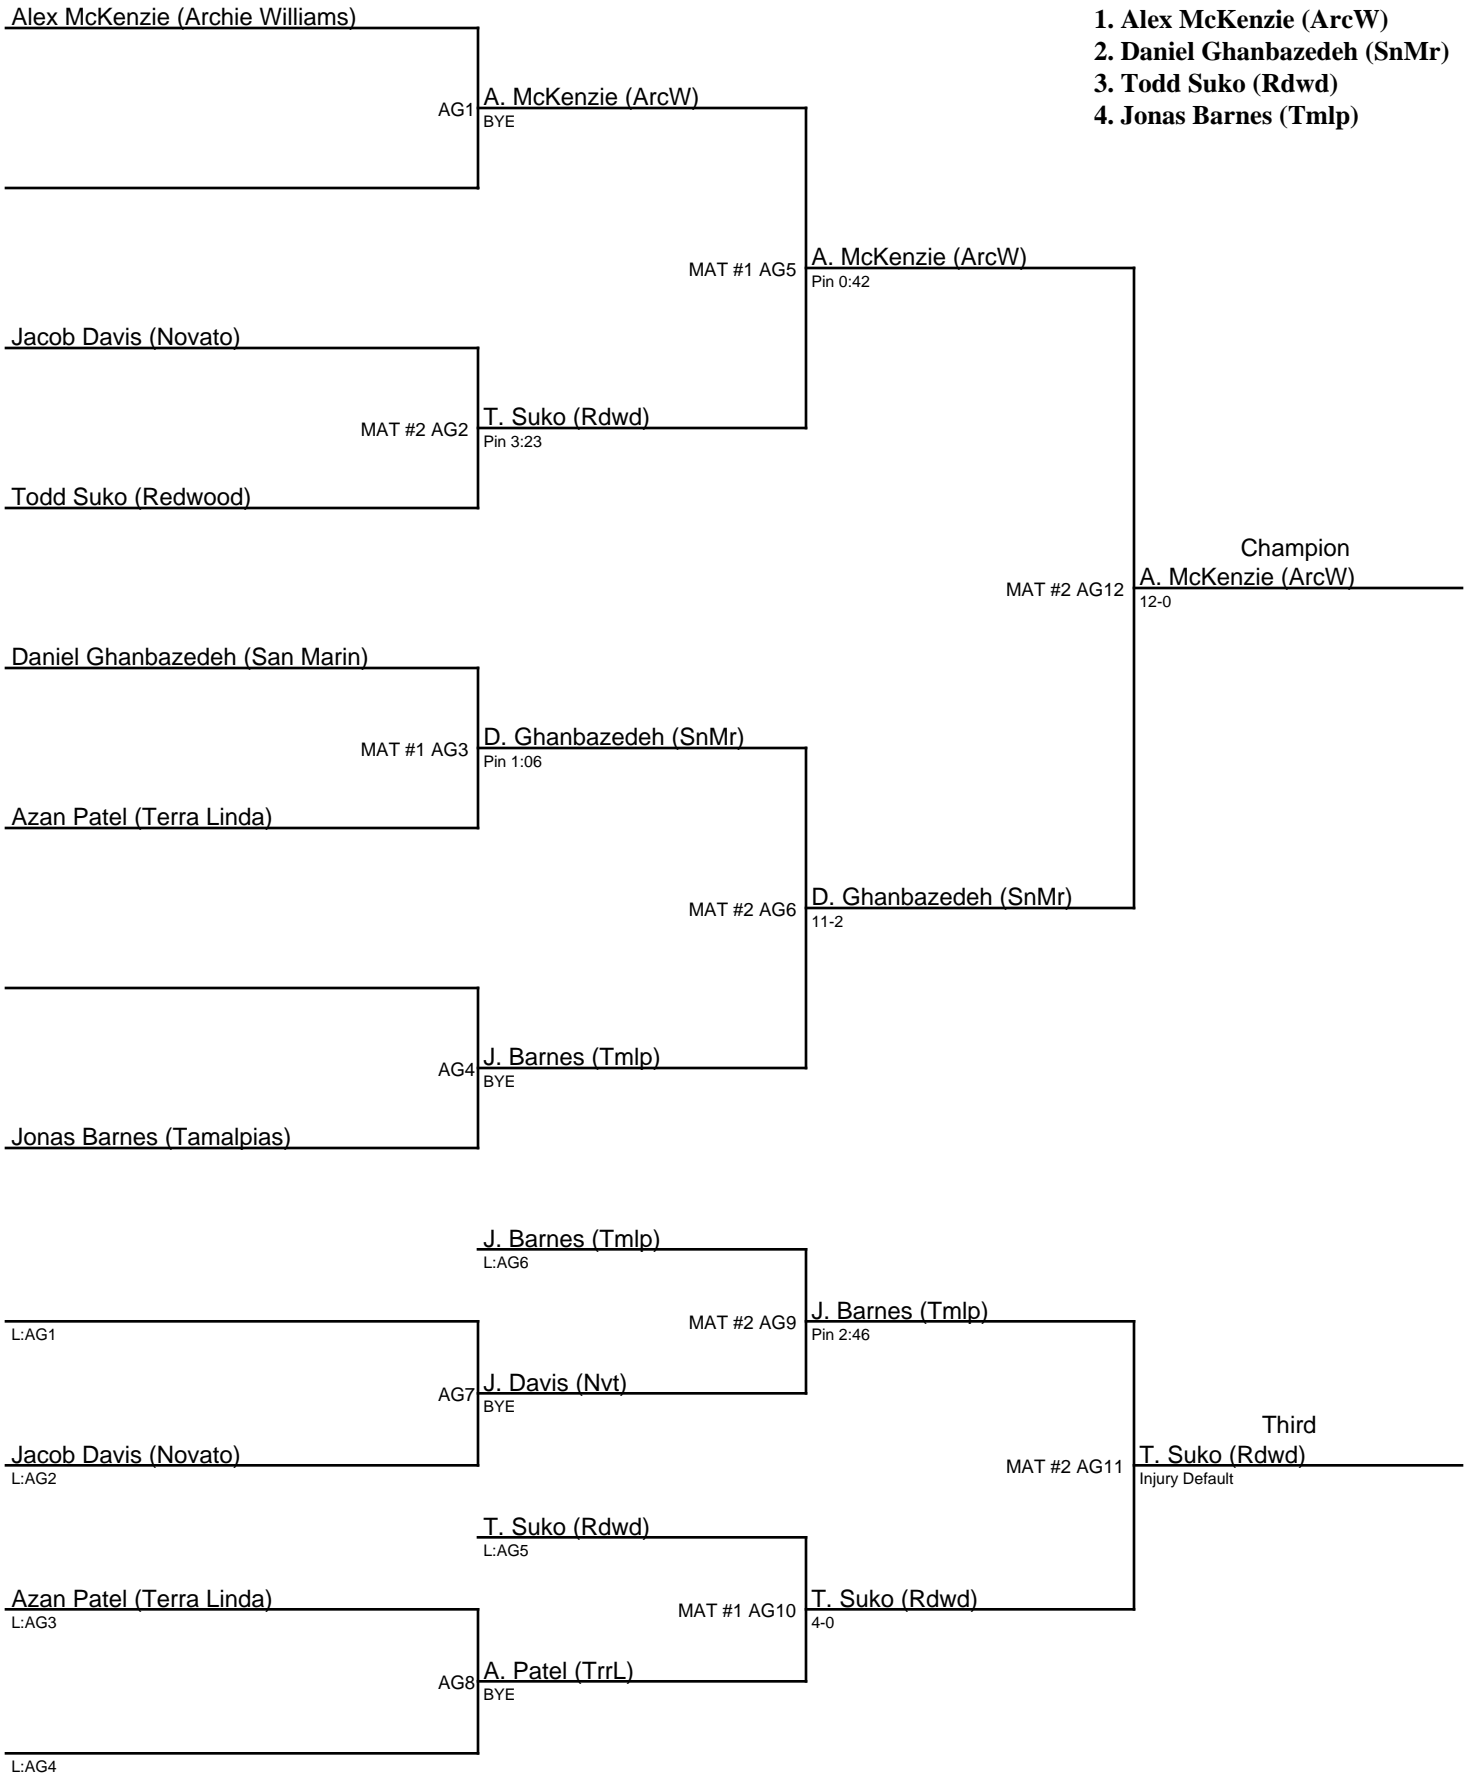 Alex McKenzie (Archie Williams)
1. Alex McKenzie (ArcW)
2. Daniel Ghanbazedeh (SnMr)
3. Todd Suko (Rdwd)
4. Jonas Barnes (Tmlp)
AG1
A. McKenzie (ArcW)
BYE
MAT #1 AG5
A. McKenzie (ArcW)
Pin 0:42
Jacob Davis (Novato)
MAT #2 AG2
T. Suko (Rdwd)
Pin 3:23
Todd Suko (Redwood)
Champion
MAT #2 AG12
A. McKenzie (ArcW)
12-0
Daniel Ghanbazedeh (San Marin)
MAT #1 AG3
D. Ghanbazedeh (SnMr)
Pin 1:06
Azan Patel (Terra Linda)
MAT #2 AG6
D. Ghanbazedeh (SnMr)
11-2
AG4
J. Barnes (Tmlp)
BYE
Jonas Barnes (Tamalpias)
J. Barnes (Tmlp)
L:AG6
L:AG1
MAT #2 AG9
J. Barnes (Tmlp)
Pin 2:46
AG7
J. Davis (Nvt)
BYE
Jacob Davis (Novato)
L:AG2
Third
MAT #2 AG11
T. Suko (Rdwd)
Injury Default
T. Suko (Rdwd)
L:AG5
Azan Patel (Terra Linda)
L:AG3
MAT #1 AG10
T. Suko (Rdwd)
4-0
AG8
A. Patel (TrrL)
BYE
L:AG4